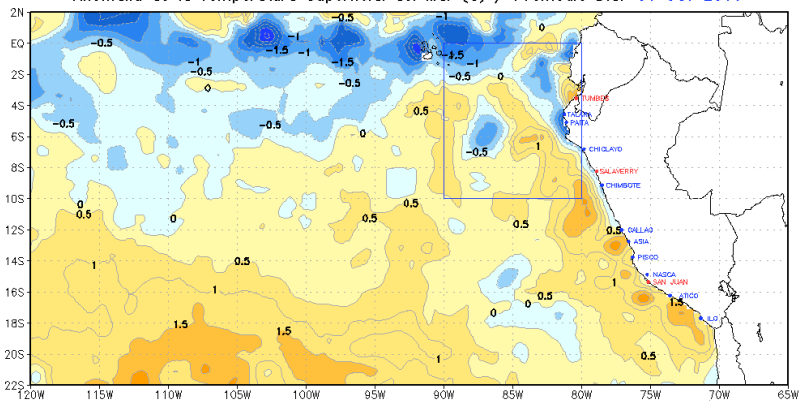 2N
EQ
2S
4S
6S
8S
10S
12S
14S
16S
18S
20S
22S
120W 115W 110W 105W 100W 95W 90W 85W 80W 75W 70W 65W
-0.5
-0.5
-1
0
-1
-1.5
-1
-1
-0.5
-1.5
-0.5
0
-1.5
-1
-0.5
-0.5
0
0.5
-0.5
-0.5
0
-0.5
1
0
0.5
0
0.5
0.5
0.5
0.5
1
0.5
1
1
0.5
0
0
1.5
1.5
1.5
1
0.5
TUMBES
TALARA
PAITA
CHICLAYO
SALAVERRY
CHIMBOTE
CALLAO
ASIA
PISCO
NASCA
SAN JUAN
ATICO
ILO